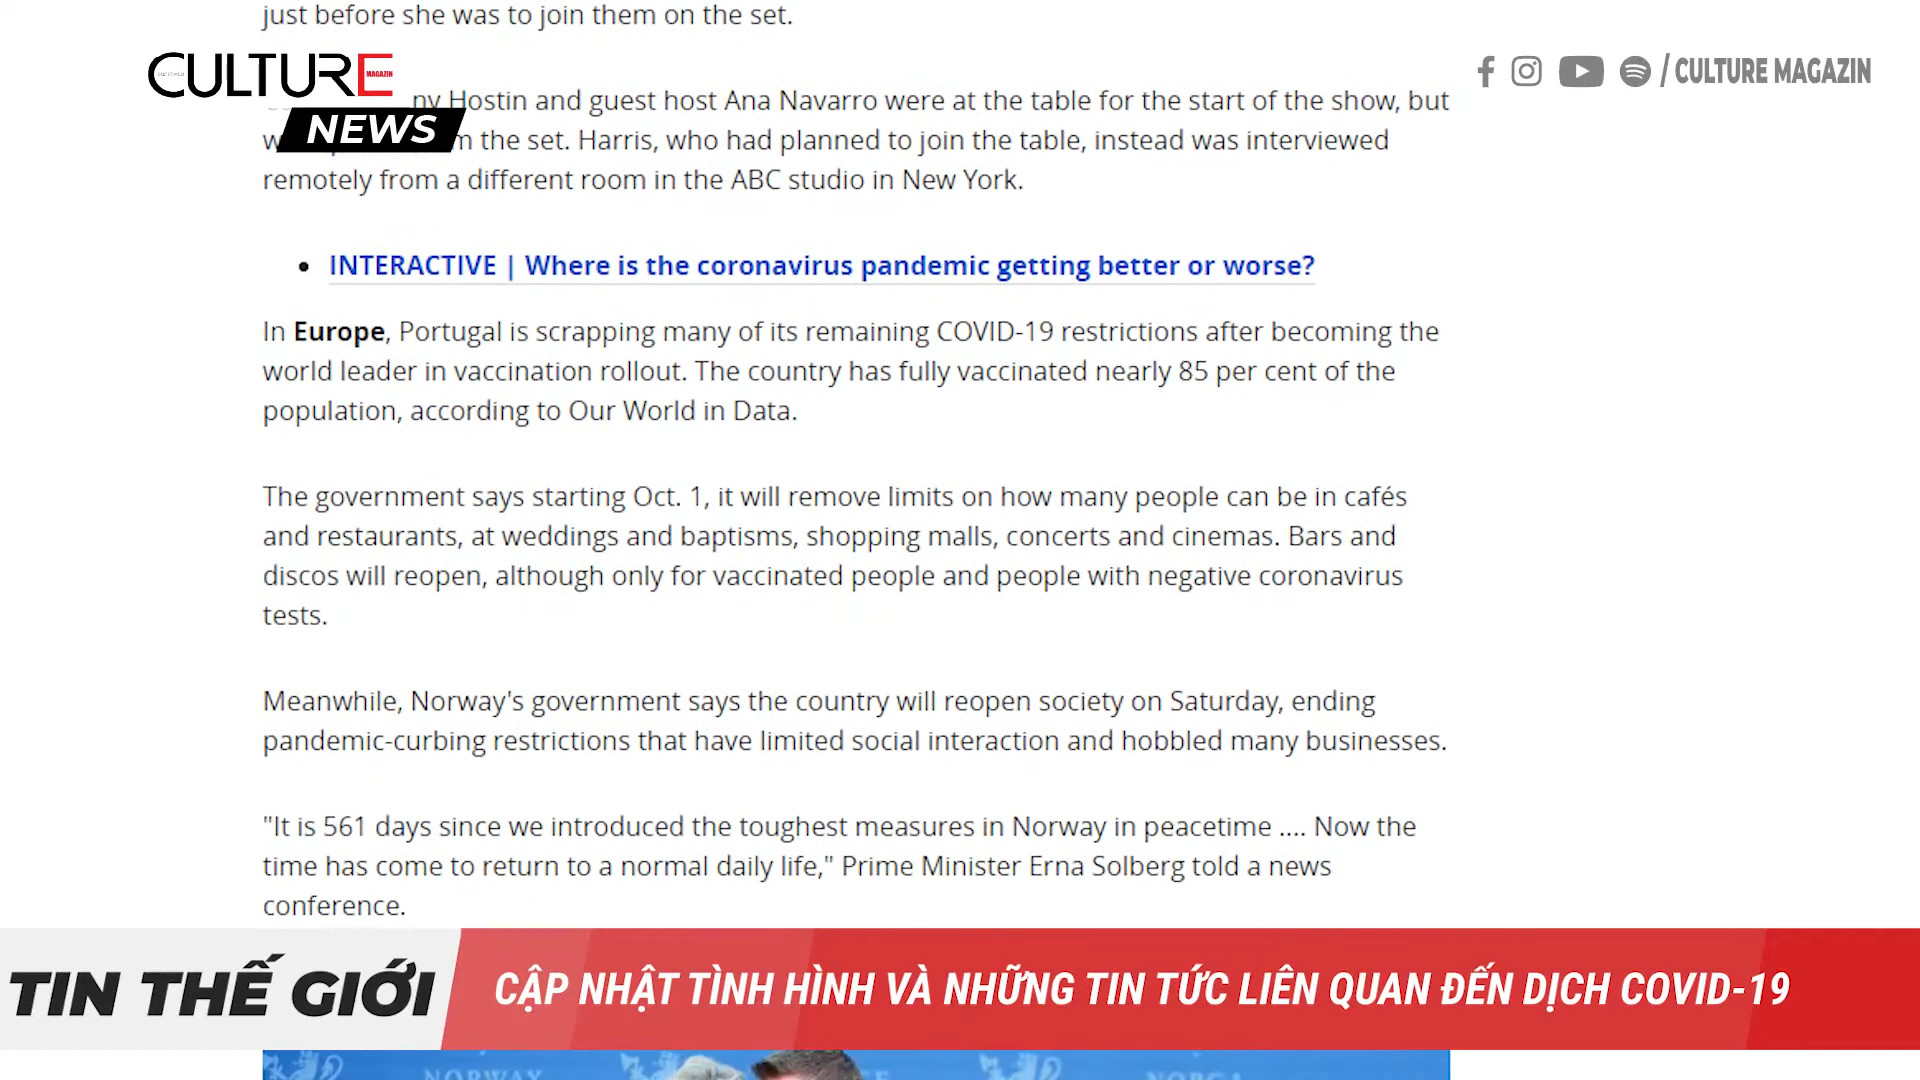 just before she was to join them on the set.
CULTURE
MAGAZIN
/ CULTURE MAGAZIN
NEWS
Hostin and guest host Ana Navarro were at the table for the start of the show, but
the set. Harris, who had planned to join the table, instead was interviewed
remotely from a different room in the ABC studio in New York.
• INTERACTIVE | Where is the coronavirus pandemic getting better or worse?
In Europe, Portugal is scrapping many of its remaining COVID-19 restrictions after becoming the
world leader in vaccination rollout. The country has fully vaccinated nearly 85 per cent of the
population, according to Our World in Data.
The government says starting Oct. 1, it will remove limits on how many people can be in cafés
and restaurants, at weddings and baptisms, shopping malls, concerts and cinemas. Bars and
discos will reopen, although only for vaccinated people and people with negative coronavirus
tests.
Meanwhile, Norway's government says the country will reopen society on Saturday, ending
pandemic-curbing restrictions that have limited social interaction and hobbled many businesses.
"It is 561 days since we introduced the toughest measures in Norway in peacetime .... Now the
time has come to return to a normal daily life," Prime Minister Erna Solberg told a news
conference.
TIN THẾ GIỚI
CẬP NHẬT TÌNH HÌNH VÀ NHỮNG TIN TỨC LIÊN QUAN ĐẾN DỊCH COVID-19